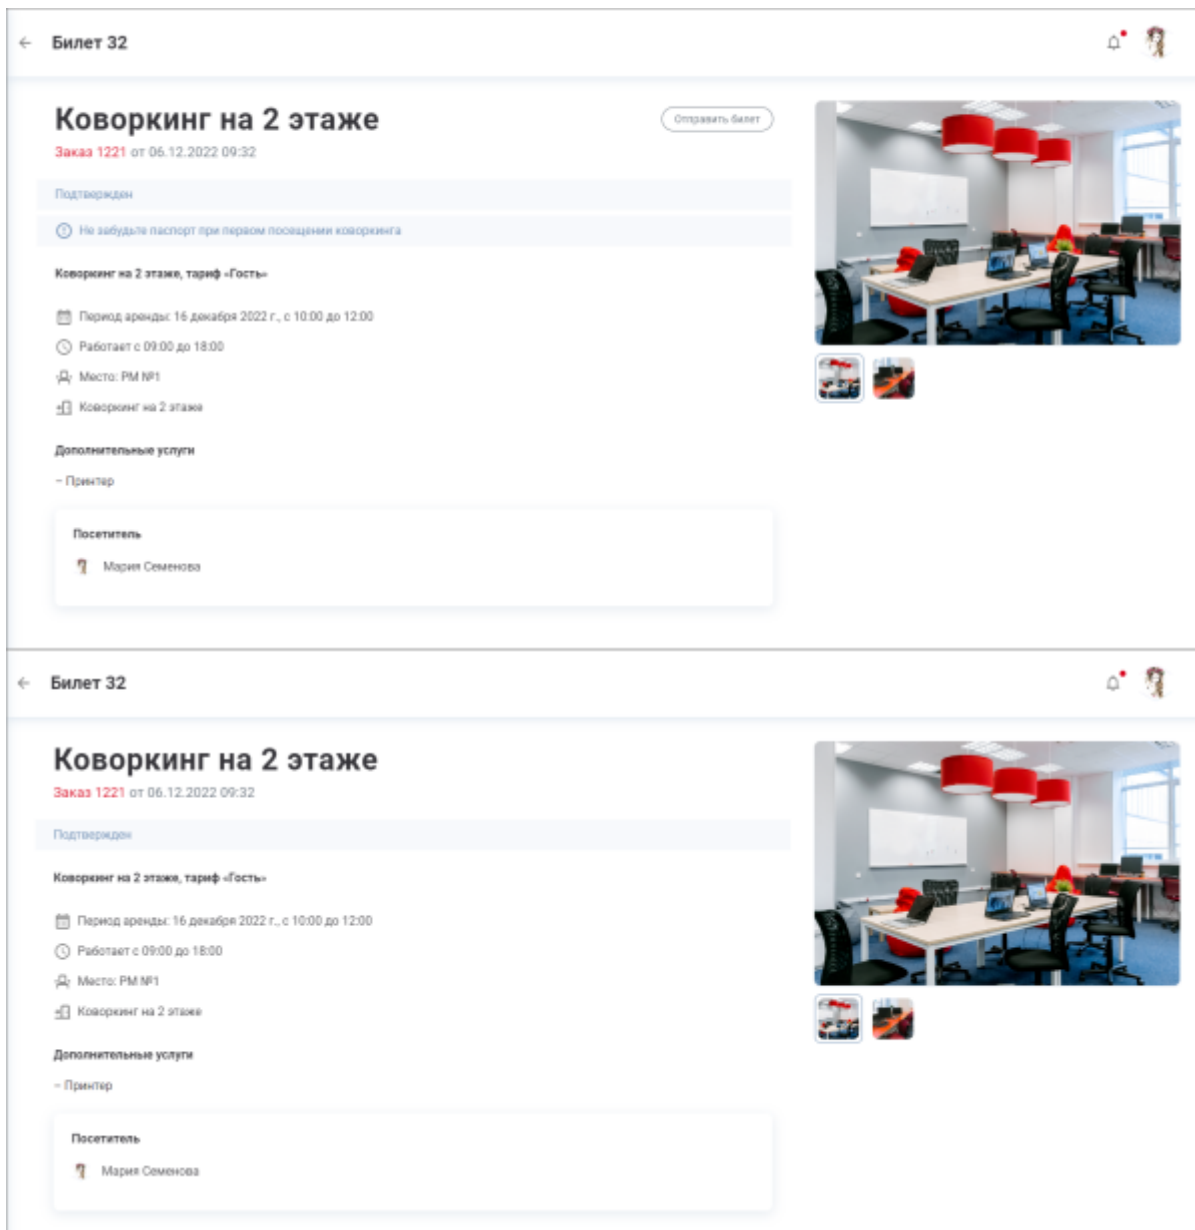 Билет 32
Коворкинг на 2 этаже
Отправить билет
Заказ 1221 от 06.12.2022 09:32
Подтвержден
Не забудьте паспорт при первом посещении коворкинга
Коворкинг на 2 этаже, тариф «Гость»
Период аренды: 16 декабря 2022 г., с 10:00 до 12:00
Работает с 09:00 до 18:00
Место: РМ №1
Коворкинг на 2 этаже
Дополнительные услуги
– Принтер
Посетитель
Мария Семенова
Билет 32
Коворкинг на 2 этаже
Заказ 1221 от 06.12.2022 09:32
Подтвержден
Коворкинг на 2 этаже, тариф «Гость»
Период аренды: 16 декабря 2022 г., с 10:00 до 12:00
Работает с 09:00 до 18:00
Место: РМ №1
Коворкинг на 2 этаже
Дополнительные услуги
– Принтер
Посетитель
Мария Семенова